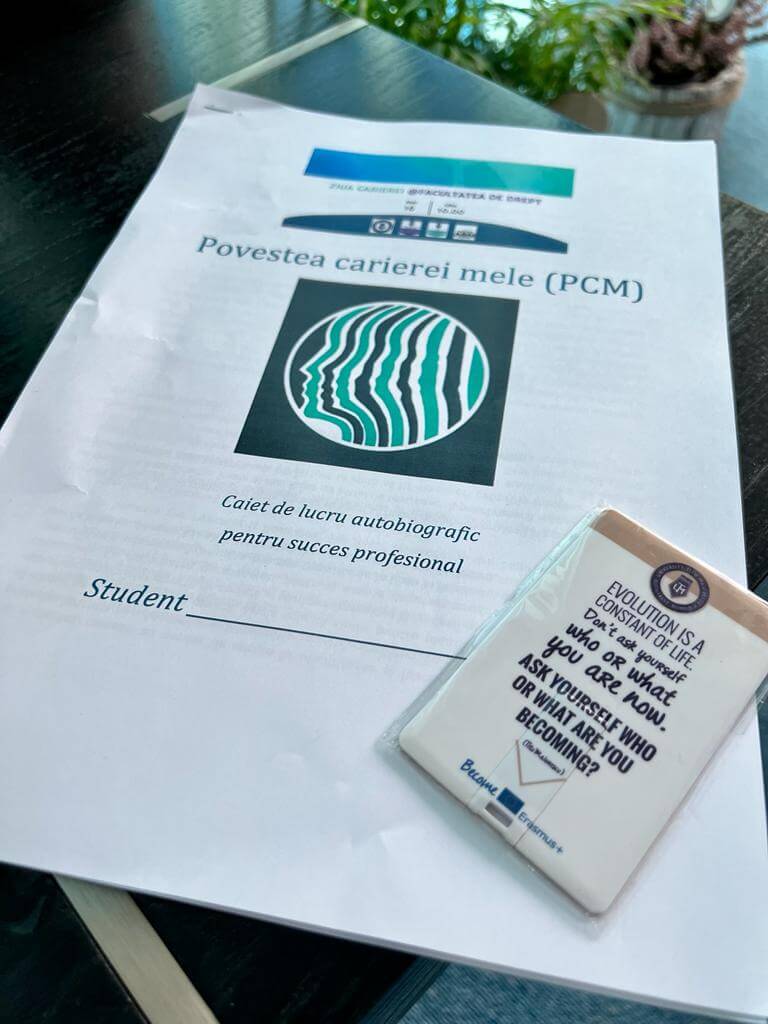 ZIUA CARIEREI @FACULTATEA DE DREPT
Povestea carierei mele (PCM)
Caiet de lucru autobiografic
pentru succes profesional
Student
EVOLUTION IS A
CONSTANT OF LIFE.
Don't ask yourself
who or what
you are now.
ASK YOURSELF WHO
OR WHAT ARE YOU
BECOMING?
Become
Erasmus+